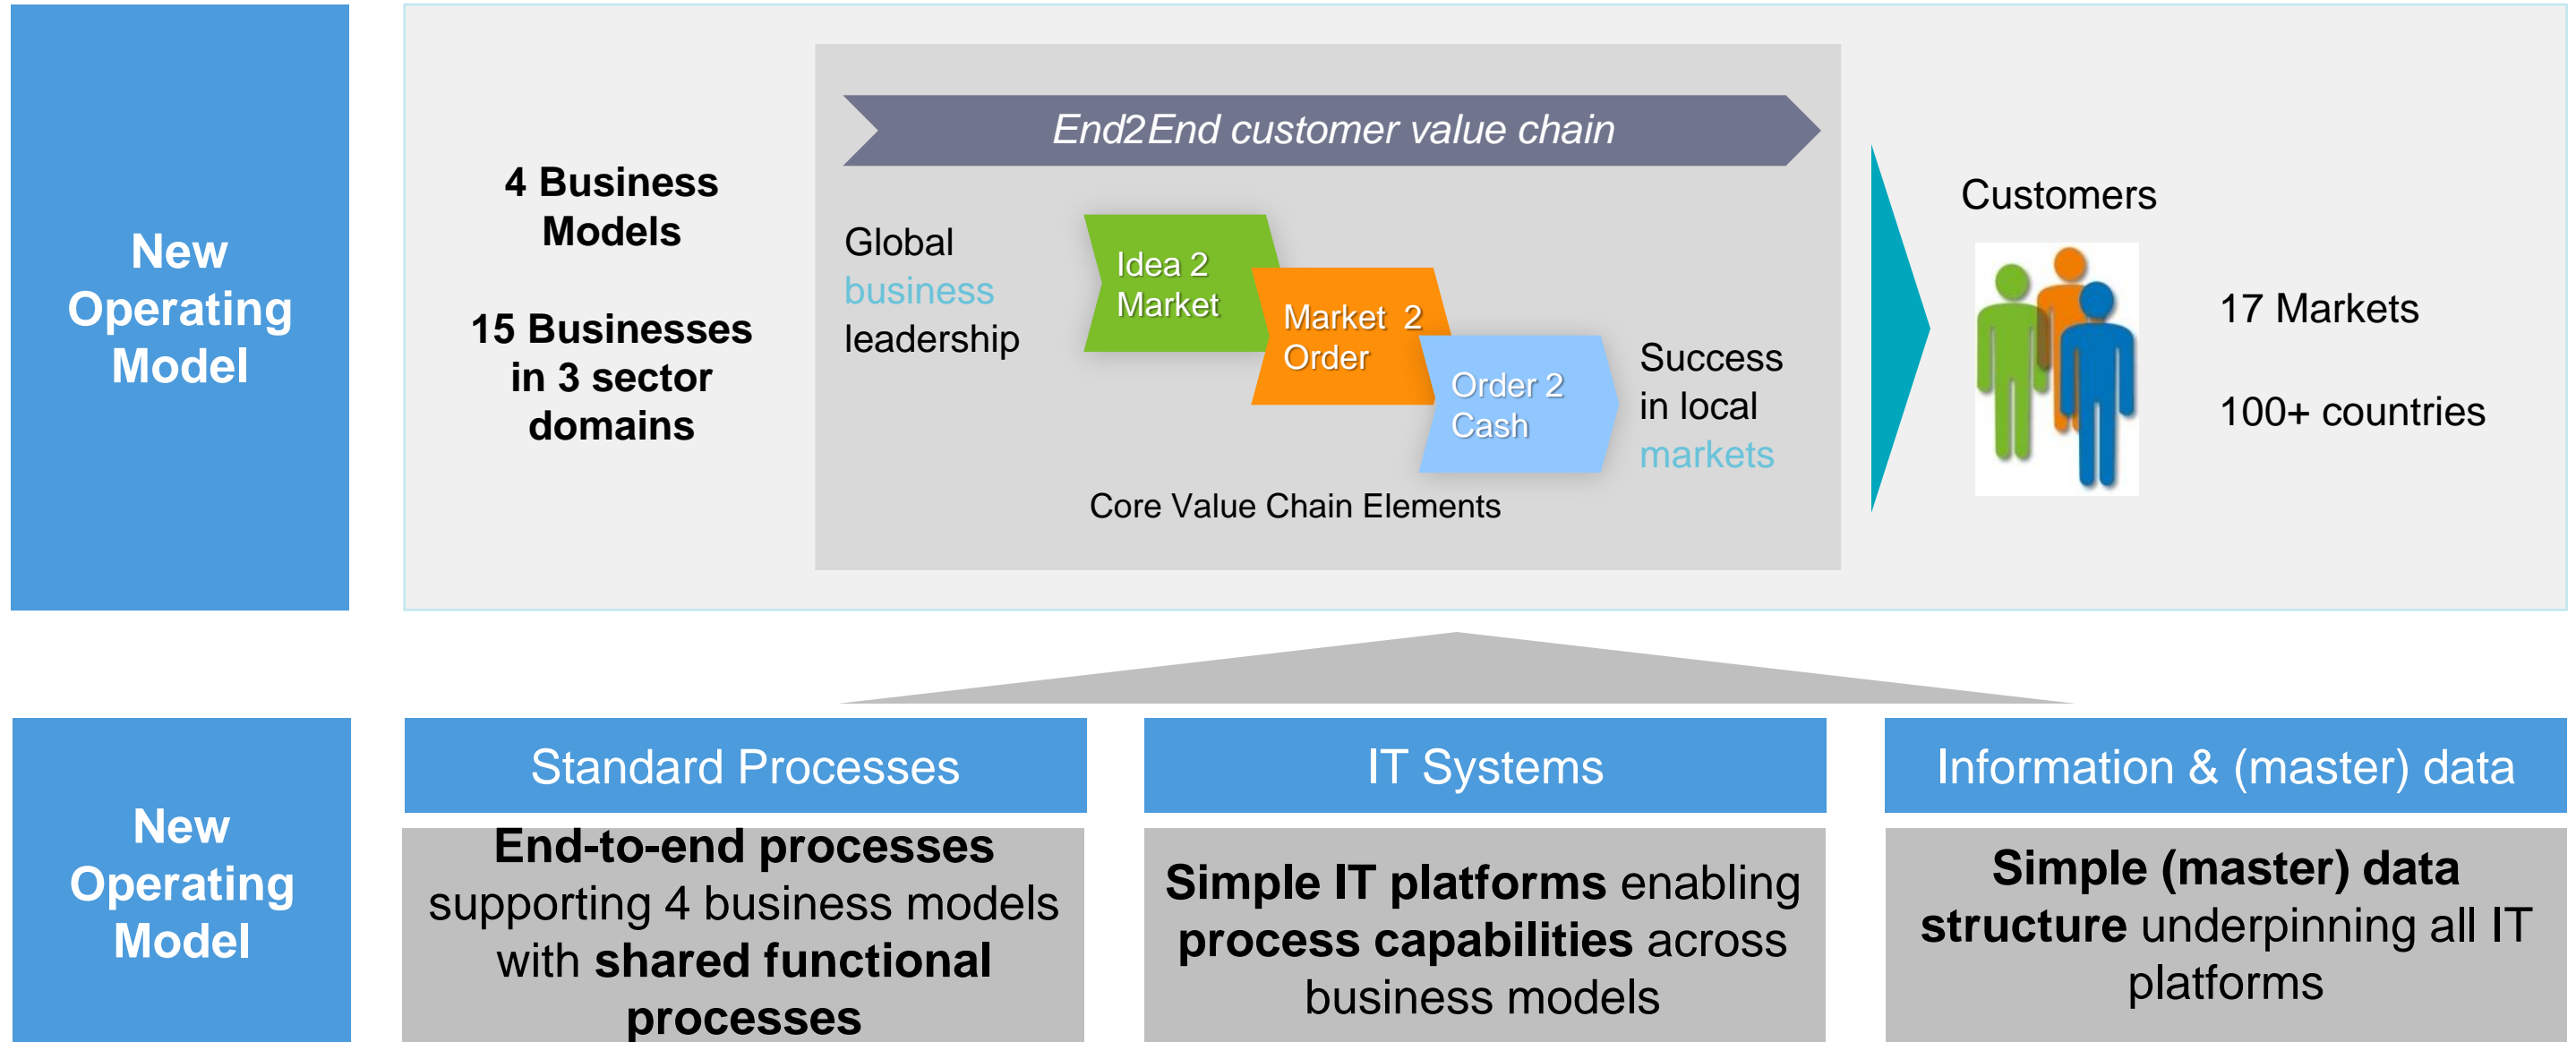 New
Operating
Model
4 Business
Models
15 Businesses
in 3 sector
domains
End2End customer value chain
Global
business
leadership
Idea 2
Market
Market 2
Order
Order 2
Cash
Success
in local
markets
Core Value Chain Elements
Customers
17 Markets
100+ countries
New
Operating
Model
Standard Processes
End-to-end processes
supporting 4 business models
with shared functional
processes
IT Systems
Simple IT platforms enabling
process capabilities across
business models
Information & (master) data
Simple (master) data
structure underpinning all IT
platforms